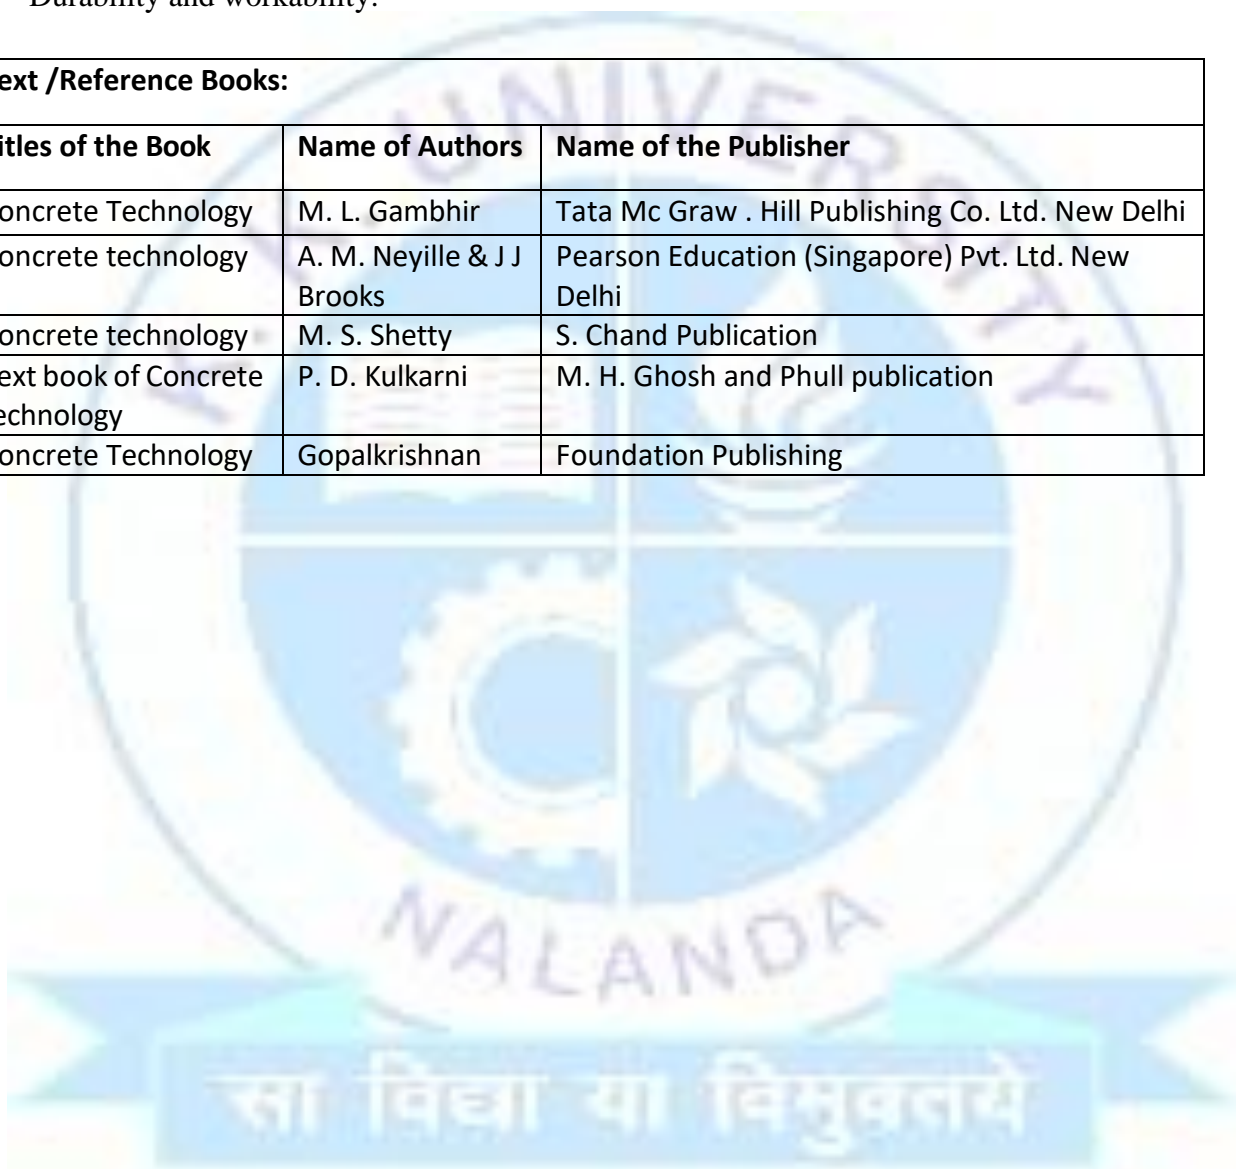 Durability and workability.
ext /Reference Books:
itles of the Book Name of Authors Name of the Publisher
oncrete Technology M. L. Gambhir Tata Mc Graw . Hill Publishing Co. Ltd. New Delhi
oncrete technology A. M. Neyille & J J Pearson Education (Singapore) Pvt. Ltd. New
Brooks Delhi
oncrete technology M. S. Shetty S. Chand Publication
ext book of Concrete P. D. Kulkarni M. H. Ghosh and Phull publication
echnology
oncrete Technology Gopalkrishnan Foundation Publishing
K. K. UNIVERSITY
NALANDA
सा विद्या या विमुक्तये